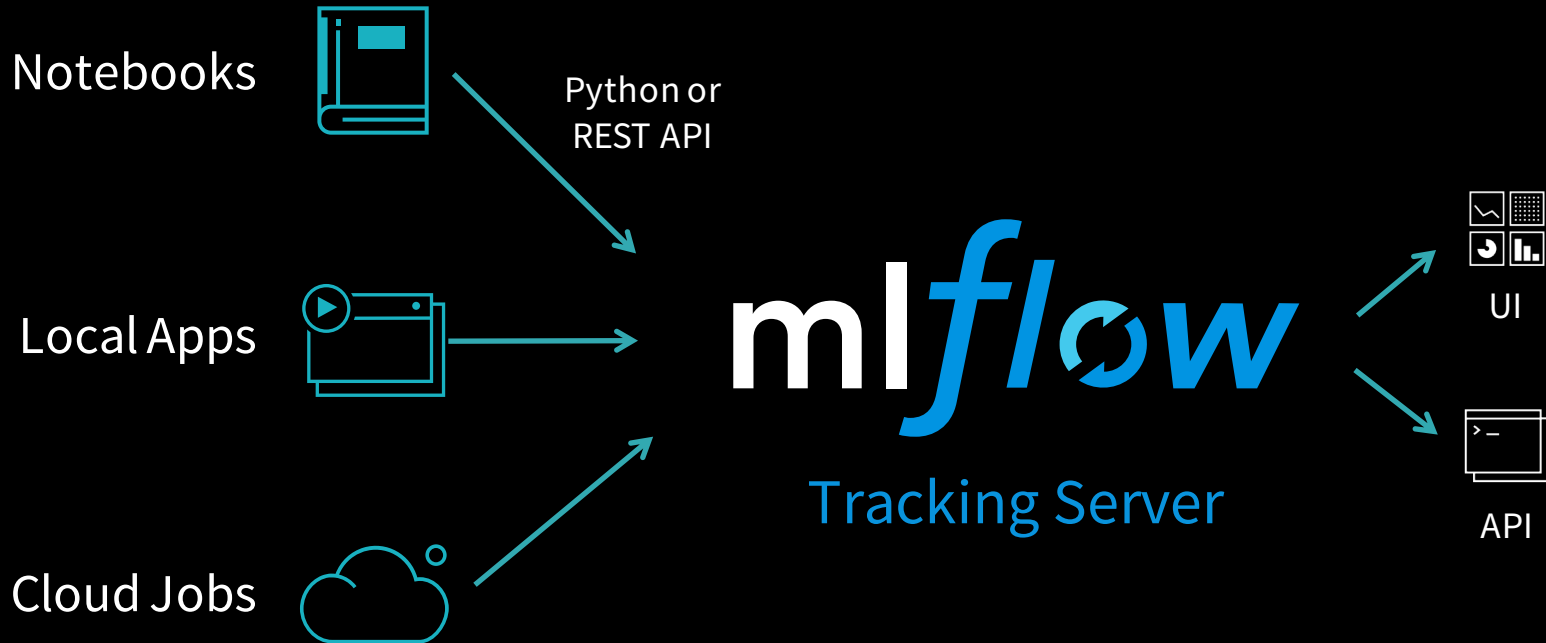 Notebooks
Python or
REST API
Local Apps
mlflow
Tracking Server
UI
>_
API
Cloud Jobs